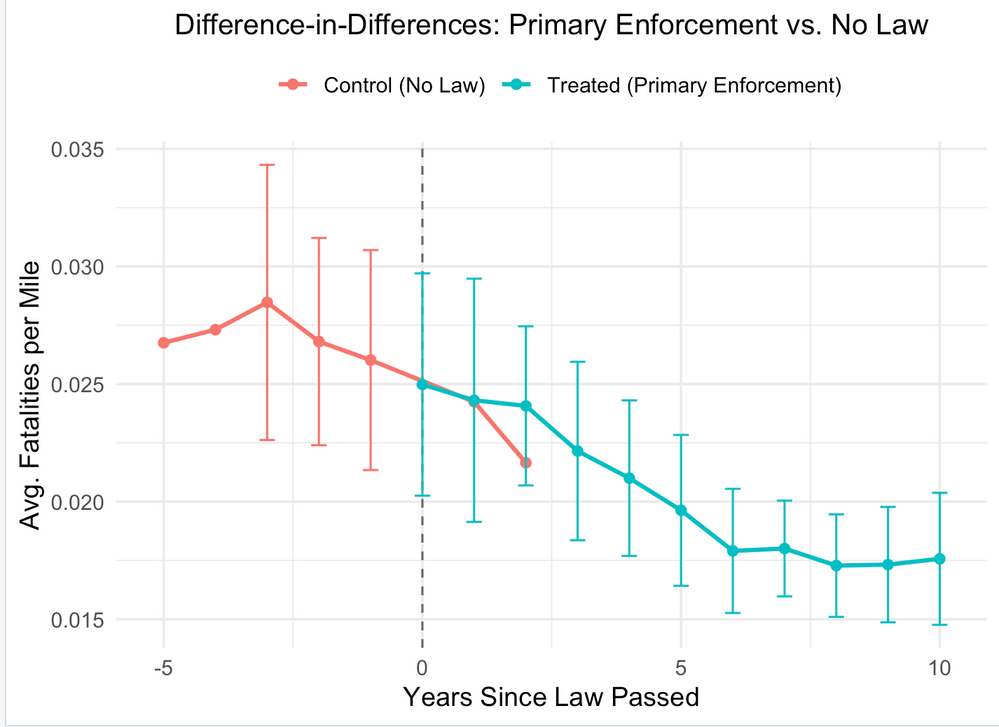 Difference-in-Differences: Primary Enforcement vs. No Law
Control (No Law) Treated (Primary Enforcement)
Avg. Fatalities per Mile
0.035
0.030
0.025
0.020
0.015
-5 0 5 10
Years Since Law Passed